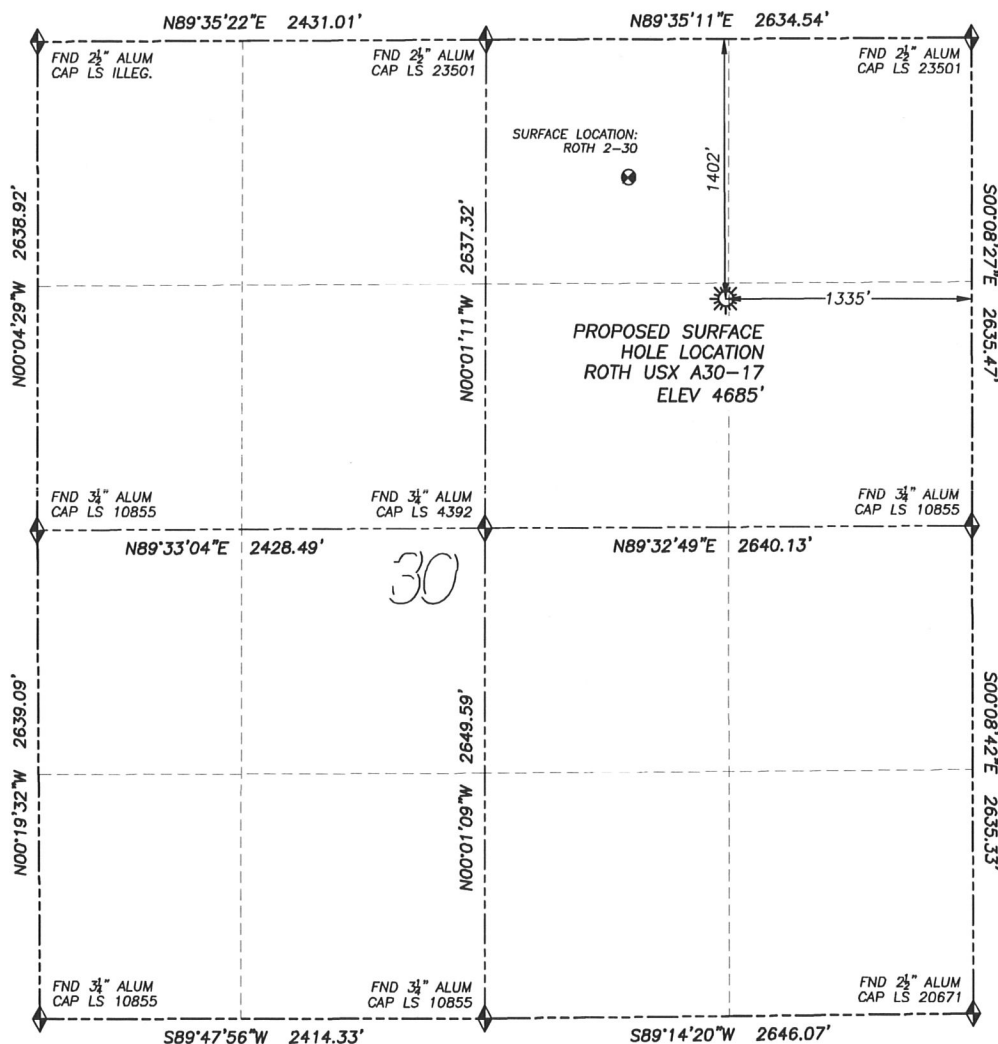 N89°35'22"E 2431.01'
N89°35'11"E 2634.54'
FND 2½" ALUM
CAP LS ILLEG.
FND 2½" ALUM
CAP LS 23501
FND 2½" ALUM
CAP LS 23501
SURFACE LOCATION:
ROTH 2-30
1402'
N00°04'29"W 2638.92'
N00°01'11"W 2637.32'
S00°08'27"E 2635.47'
1335'
PROPOSED SURFACE
HOLE LOCATION
ROTH USX A30-17
ELEV 4685'
FND 3¼" ALUM
CAP LS 10855
FND 3¼" ALUM
CAP LS 4392
FND 3¼" ALUM
CAP LS 10855
N89°33'04"E 2428.49'
N89°32'49"E 2640.13'
30
N00°19'32"W 2639.09'
N00°01'09"W 2649.59'
S00°08'42"E 2635.33'
FND 3¼" ALUM
CAP LS 10855
FND 3¼" ALUM
CAP LS 10855
FND 2½" ALUM
CAP LS 20671
S89°47'56"W 2414.33'
S89°14'20"W 2646.07'